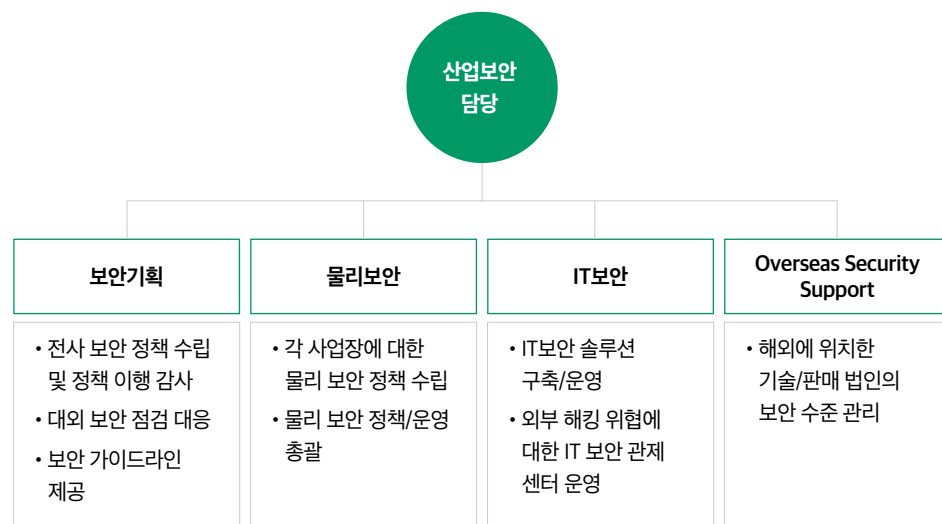 산업보안
담당
보안기획
물리보안
IT보안
Overseas Security
Support
• 전사 보안 정책 수립
및 정책 이행 감사
• 대외 보안 점검 대응
• 보안 가이드라인
제공
• 각 사업장에 대한
물리 보안 정책 수립
• 물리 보안 정책/운영
총괄
• IT보안 솔루션
구축/운영
• 외부 해킹 위협에
대한 IT 보안 관제
센터 운영
• 해외에 위치한
기술/판매 법인의
보안 수준 관리